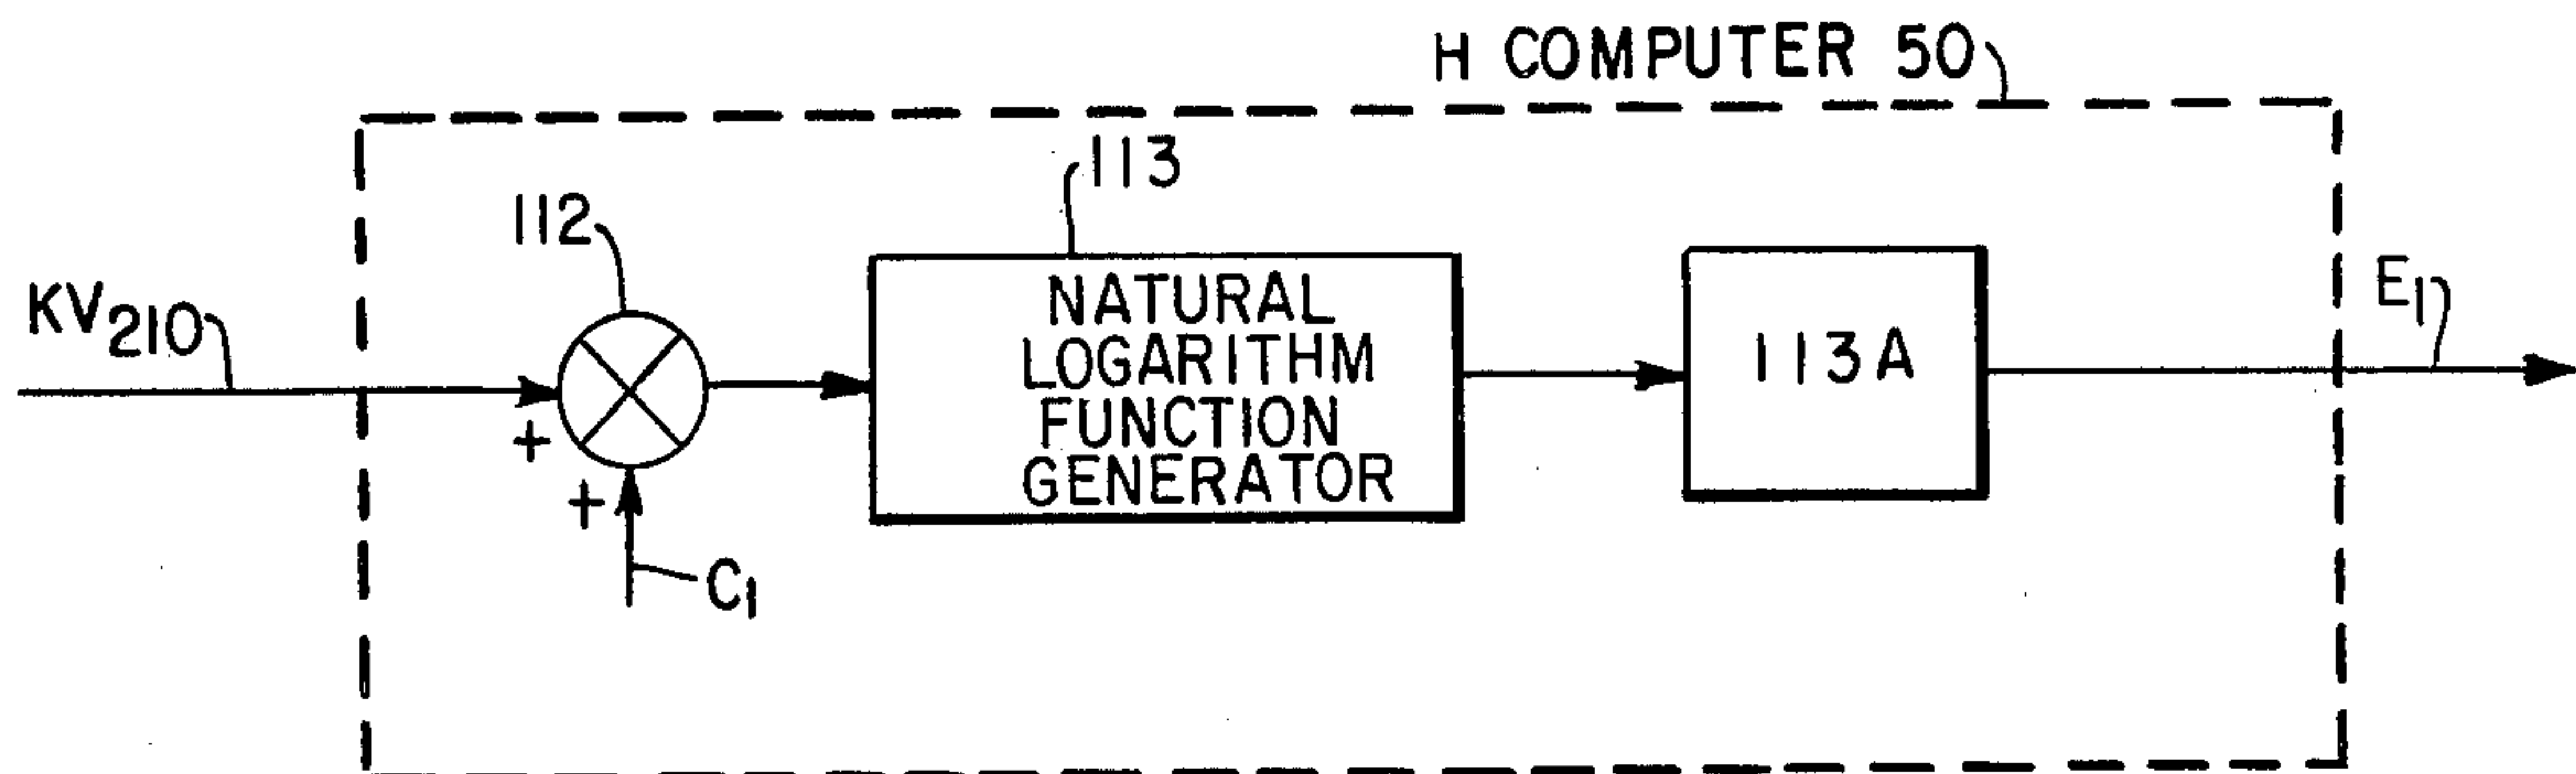 H COMPUTER 50
113
112
KV210
NATURAL
LOGARITHM
FUNCTION
GENERATOR
113A
E1
+
+
C1